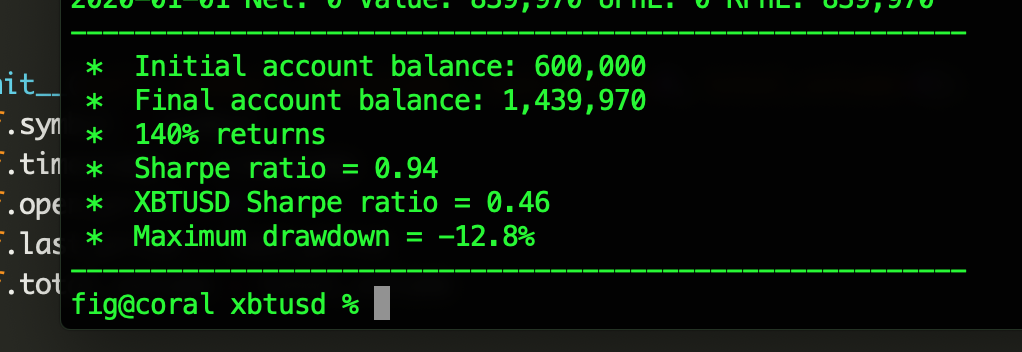 2020-01-01 Net: 0 Value: 839,970 UPnL: 0 RPnL: 839,970
------------------------------------------------------------
* Initial account balance: 600,000
* Final account balance: 1,439,970
* 140% returns
* Sharpe ratio = 0.94
* XBTUSD Sharpe ratio = 0.46
* Maximum drawdown = -12.8%
------------------------------------------------------------
fig@coral xbtusd %
nit__
f.sym
f.tim
f.ope
f.las
f.tot